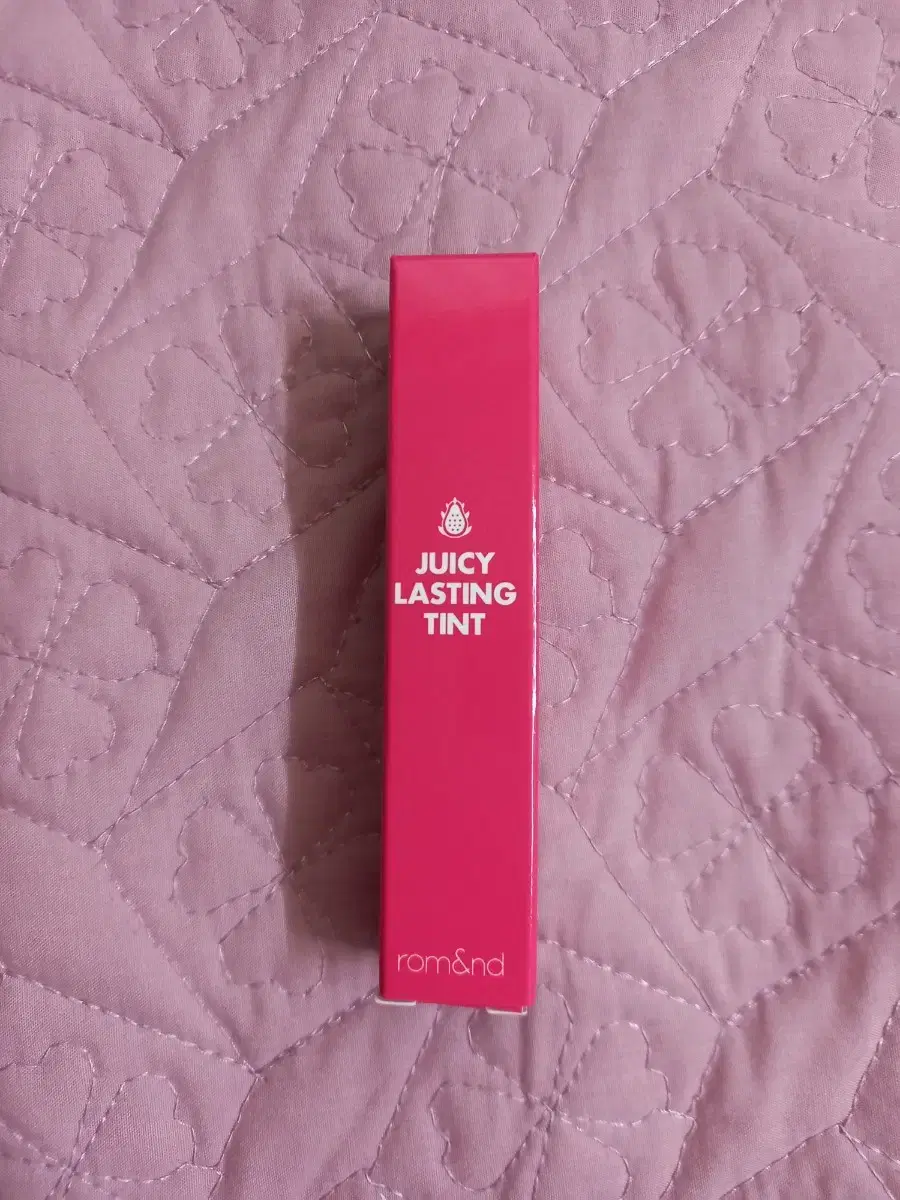 JUICY
LASTING
TINT
rom&nd